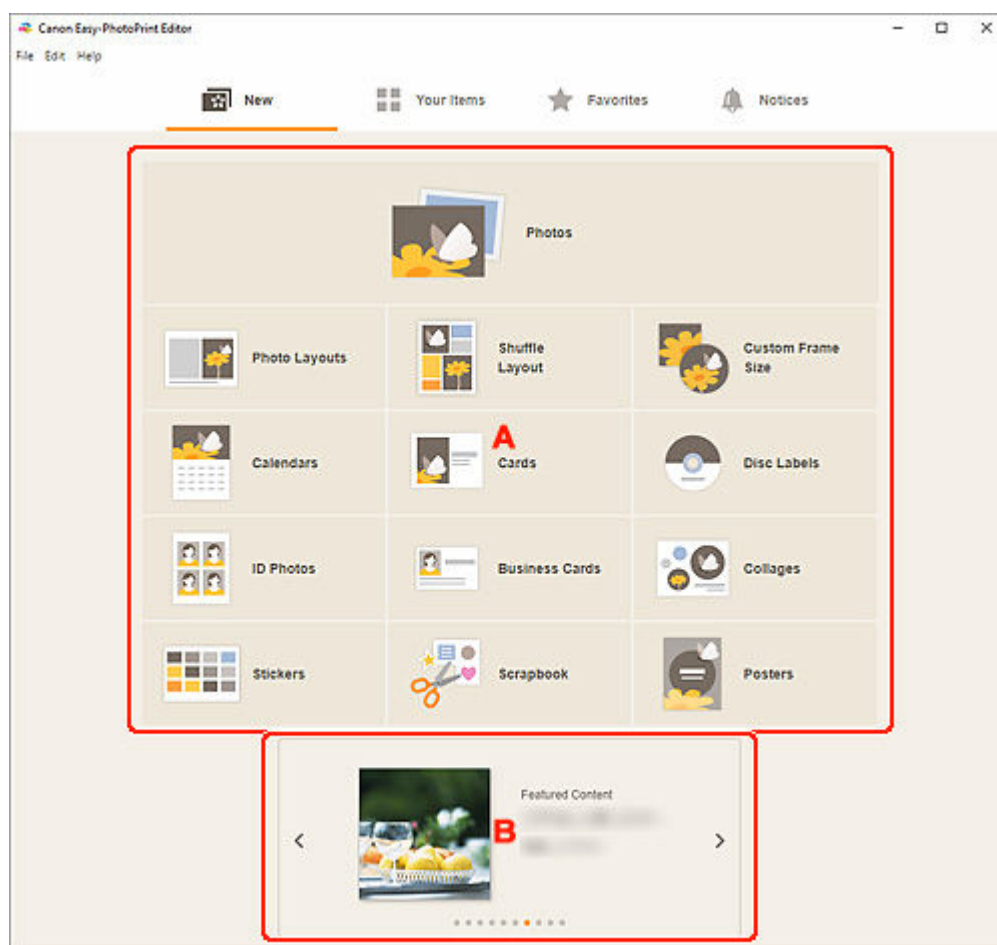 Canon Easy-PhotoPrint Editor
File Edit Help
New Your Items Favorites Notices
Photos
Photo Layouts
Shuffle
Layout
Custom Frame
Size
Calendars
A
Cards
Disc Labels
ID Photos
Business Cards
Collages
Stickers
Scrapbook
Posters
Featured Content
B